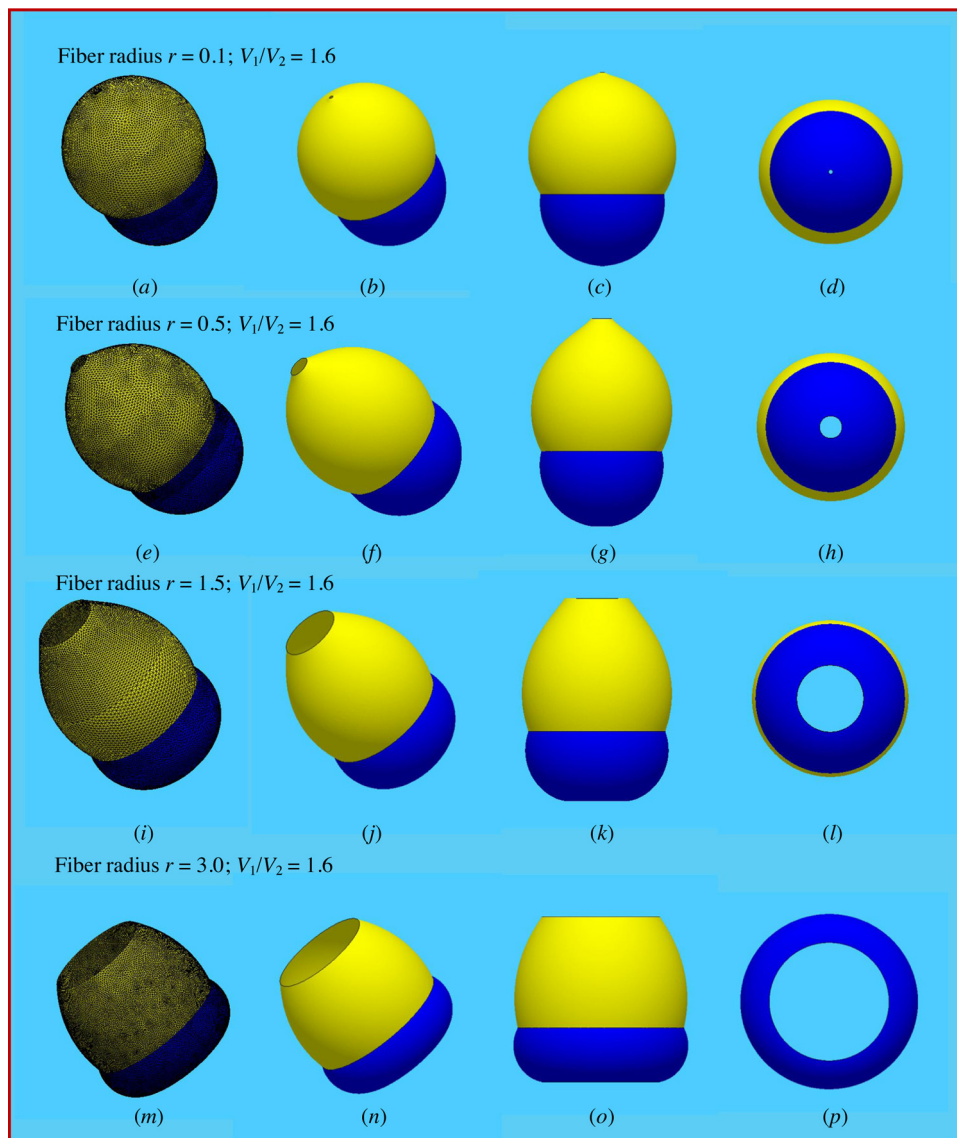 Fiber radius r = 0.1; V₁/V₂ = 1.6
(a) (b) (c) (d)
Fiber radius r = 0.5; V₁/V₂ = 1.6
(e) (f) (g) (h)
Fiber radius r = 1.5; V₁/V₂ = 1.6
(i) (j) (k) (l)
Fiber radius r = 3.0; V₁/V₂ = 1.6
(m) (n) (o) (p)